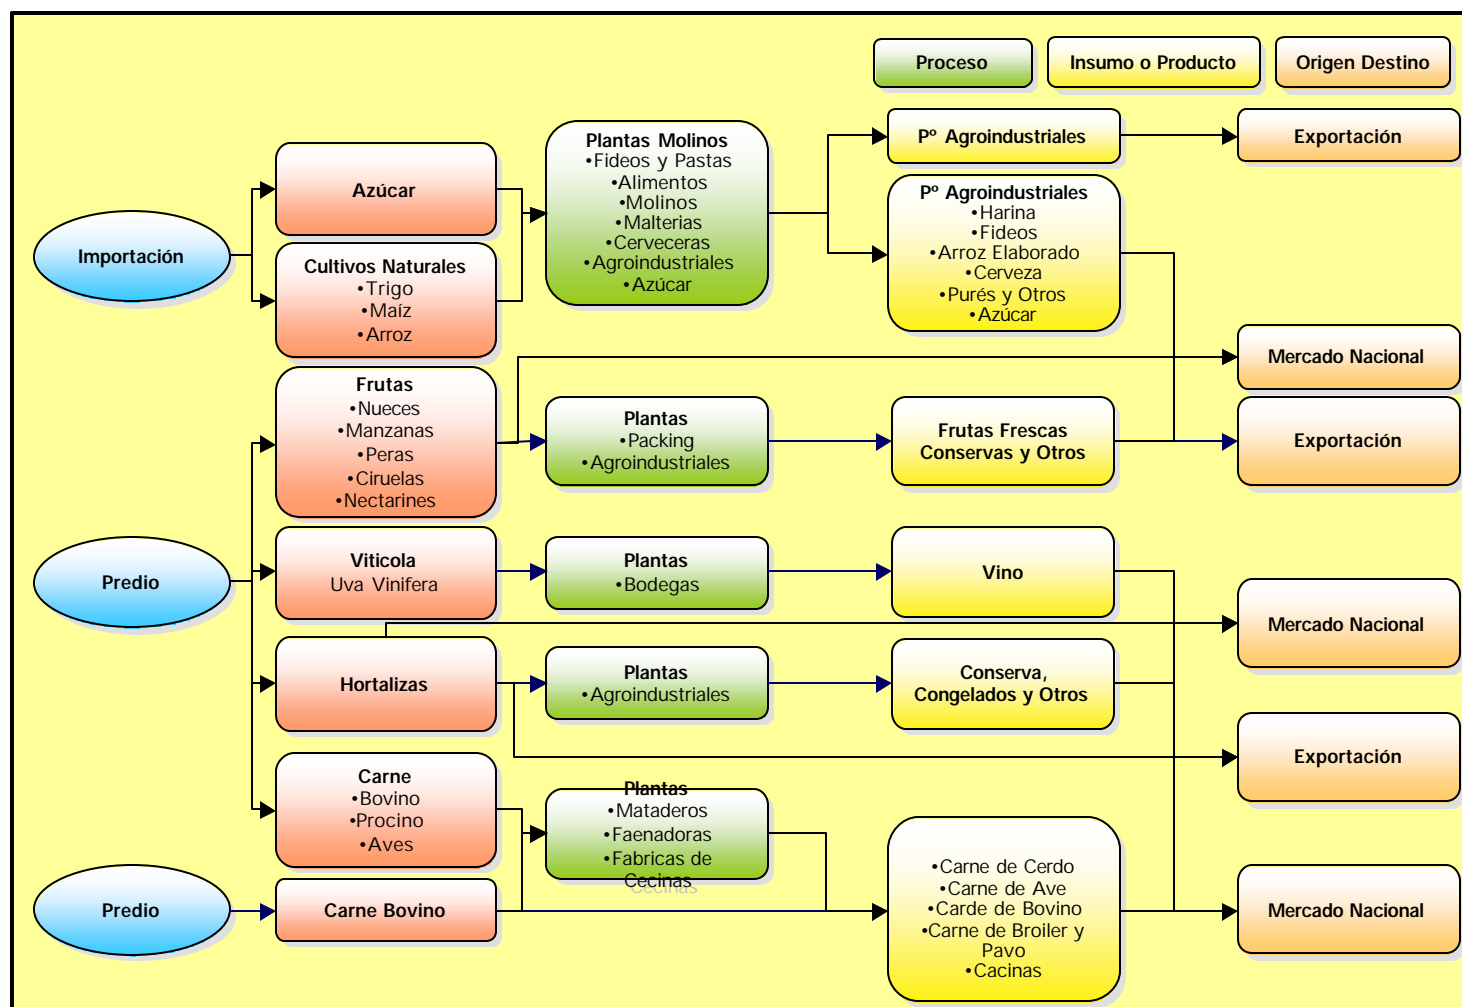 Proceso
Insumo o Producto
Origen Destino
Importación
Azúcar
Cultivos Naturales
•Trigo
•Maíz
•Arroz
Plantas Molinos
•Fideos y Pastas
•Alimentos
•Molinos
•Malterias
•Cerveceras
•Agroindustriales
•Azúcar
Pº Agroindustriales
Exportación
Pº Agroindustriales
•Harina
•Fideos
•Arroz Elaborado
•Cerveza
•Purés y Otros
•Azúcar
Mercado Nacional
Predio
Frutas
•Nueces
•Manzanas
•Peras
•Ciruelas
•Nectarines
Plantas
•Packing
•Agroindustriales
Frutas Frescas
Conservas y Otros
Exportación
Viticola
Uva Vinifera
Plantas
•Bodegas
Vino
Mercado Nacional
Hortalizas
Plantas
•Agroindustriales
Conserva,
Congelados y Otros
Exportación
Carne
•Bovino
•Procino
•Aves
Plantas
•Mataderos
•Faenadoras
•Fabricas de
Cecinas
Predio
Carne Bovino
•Carne de Cerdo
•Carne de Ave
•Carde de Bovino
•Carne de Broiler y
Pavo
•Cacinas
Mercado Nacional